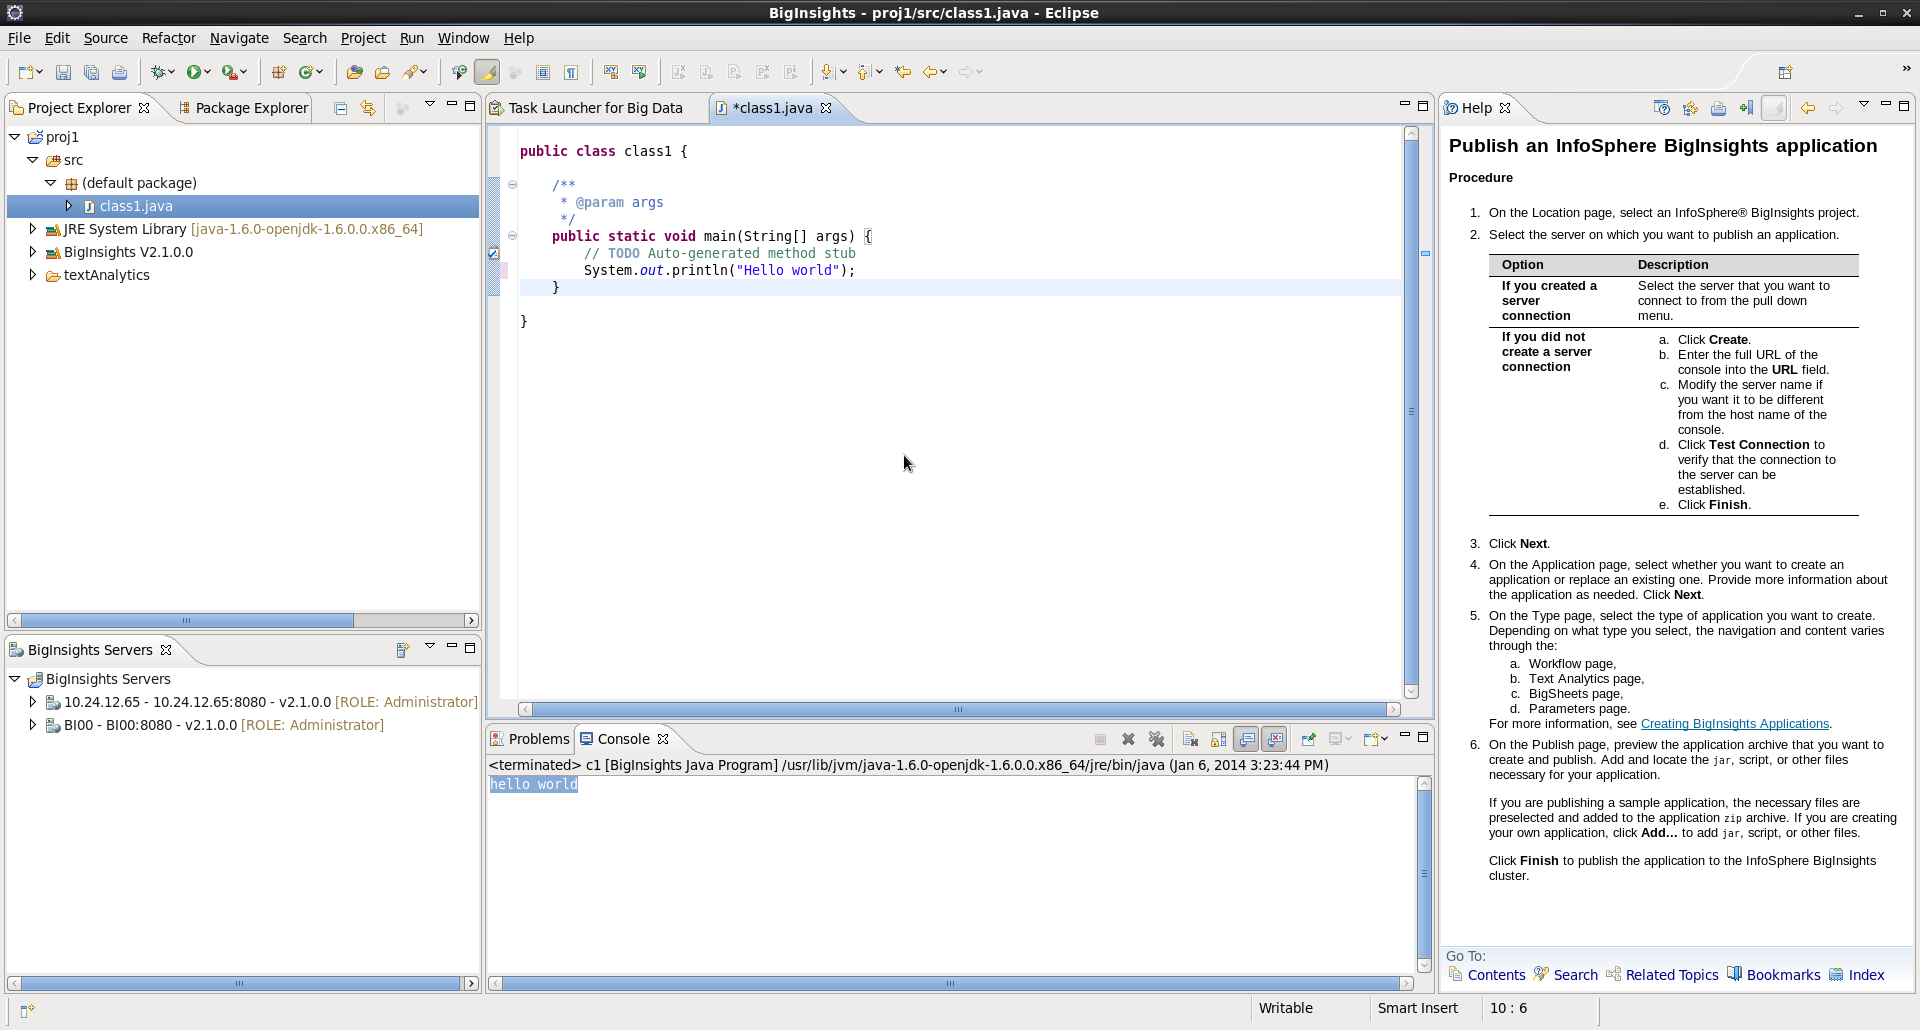 BigInsights - proj1/src/class1.java - Eclipse
File Edit Source Refactor Navigate Search Project Run Window Help
Project Explorer Package Explorer
proj1
src
(default package)
class1.java
JRE System Library [java-1.6.0-openjdk-1.6.0.0.x86_64]
BigInsights V2.1.0.0
textAnalytics
BigInsights Servers
BigInsights Servers
10.24.12.65 - 10.24.12.65:8080 - v2.1.0.0 [ROLE: Administrator]
BI00 - BI00:8080 - v2.1.0.0 [ROLE: Administrator]
Task Launcher for Big Data *class1.java
public class class1 {
/**
* @param args
*/
public static void main(String[] args) {
// TODO Auto-generated method stub
System.out.println("Hello world");
}
}
Problems Console
<terminated> c1 [BigInsights Java Program] /usr/lib/jvm/java-1.6.0-openjdk-1.6.0.0.x86_64/jre/bin/java (Jan 6, 2014 3:23:44 PM)
hello world
Help
Publish an InfoSphere BigInsights application
Procedure
1. On the Location page, select an InfoSphere® BigInsights project.
2. Select the server on which you want to publish an application.
Option Description
If you created a server connection
Select the server that you want to
connect to from the pull down
menu.
If you did not create a server connection
a. Click Create.
b. Enter the full URL of the
console into the URL field.
c. Modify the server name if
you want it to be different
from the host name of the
console.
d. Click Test Connection to
verify that the connection to
the server can be
established.
e. Click Finish.
3. Click Next.
4. On the Application page, select whether you want to create an
application or replace an existing one. Provide more information about
the application as needed. Click Next.
5. On the Type page, select the type of application you want to create.
Depending on what type you select, the navigation and content varies
through the:
a. Workflow page,
b. Text Analytics page,
c. BigSheets page,
d. Parameters page.
For more information, see Creating BigInsights Applications.
6. On the Publish page, preview the application archive that you want to
create and publish. Add and locate the jar, script, or other files
necessary for your application.
If you are publishing a sample application, the necessary files are
preselected and added to the application zip archive. If you are creating
your own application, click Add... to add jar, script, or other files.
Click Finish to publish the application to the InfoSphere BigInsights
cluster.
Go To:
Contents Search Related Topics Bookmarks Index
Writable Smart Insert 10 : 6